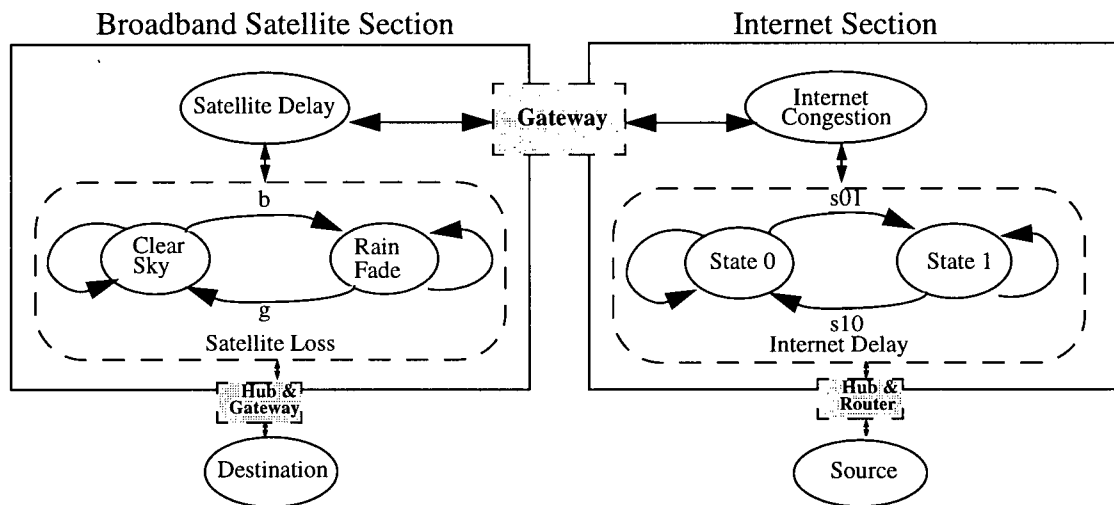 Broadband Satellite Section
Internet Section
Satellite Delay
Gateway
Internet
Congestion
b
s01
Clear
Sky
Rain
Fade
State 0
State 1
g
s10
Satellite Loss
Internet Delay
Hub &
Gateway
Hub &
Router
Destination
Source